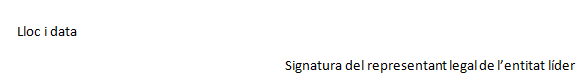 Lloc i data
Signatura del representant legal de l’entitat líder